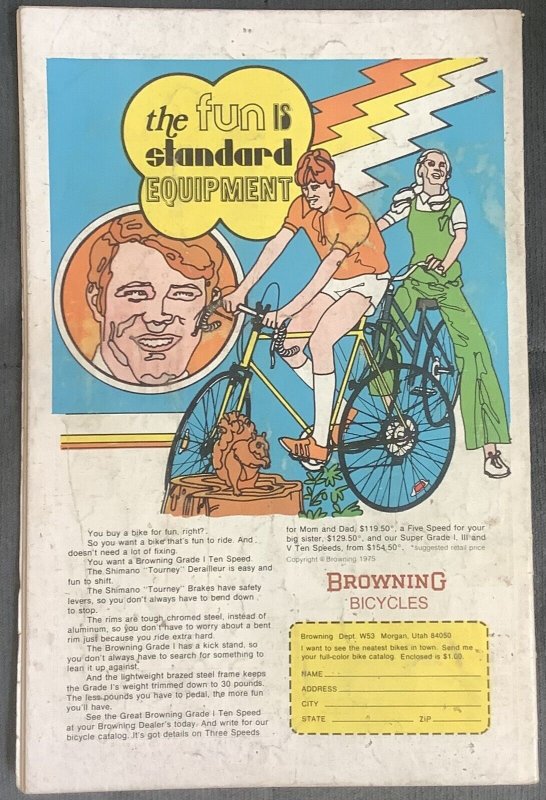 the fun IS
standard
EQUIPMENT
You buy a bike for fun, right?
So you want a bike that's fun to ride. And
doesn't need a lot of fixing.
You want a Browning Grade I Ten Speed.
The Shimano "Tourney" Derailleur is easy and
fun to shift.
The Shimano "Tourney" Brakes have safety
levers, so you don't always have to bend down
to stop.
The rims are tough chromed steel, instead of
aluminum, so you don't have to worry about a bent
rim just because you ride extra hard.
The Browning Grade I has a kick stand, so
you don't always have to search for something to
lean it up against.
And the lightweight brazed steel frame keeps
the Grade I's weight trimmed down to 30 pounds.
The less pounds you have to pedal, the more fun
you'll have.
See the Great Browning Grade I Ten Speed
at your Browning Dealer's today. And write for our
bicycle catalog. It's got details on Three Speeds
for Mom and Dad, $119.50*, a Five Speed for your
big sister, $129.50*, and our Super Grade I, III and
V Ten Speeds, from $154.50*. *suggested retail price
Copyright © Browning 1975
BROWNING
BICYCLES
Browning Dept. W53 Morgan, Utah 84050
I want to see the neatest bikes in town. Send me
your full-color bike catalog. Enclosed is $1.00.
NAME
ADDRESS
CITY
STATE ZIP